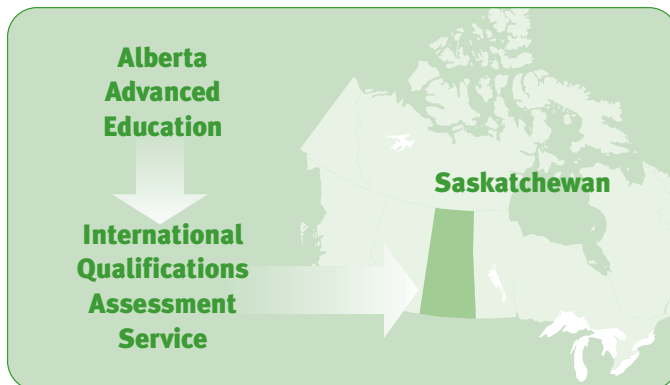 Alberta
Advanced
Education
International
Qualifications
Assessment
Service
Saskatchewan